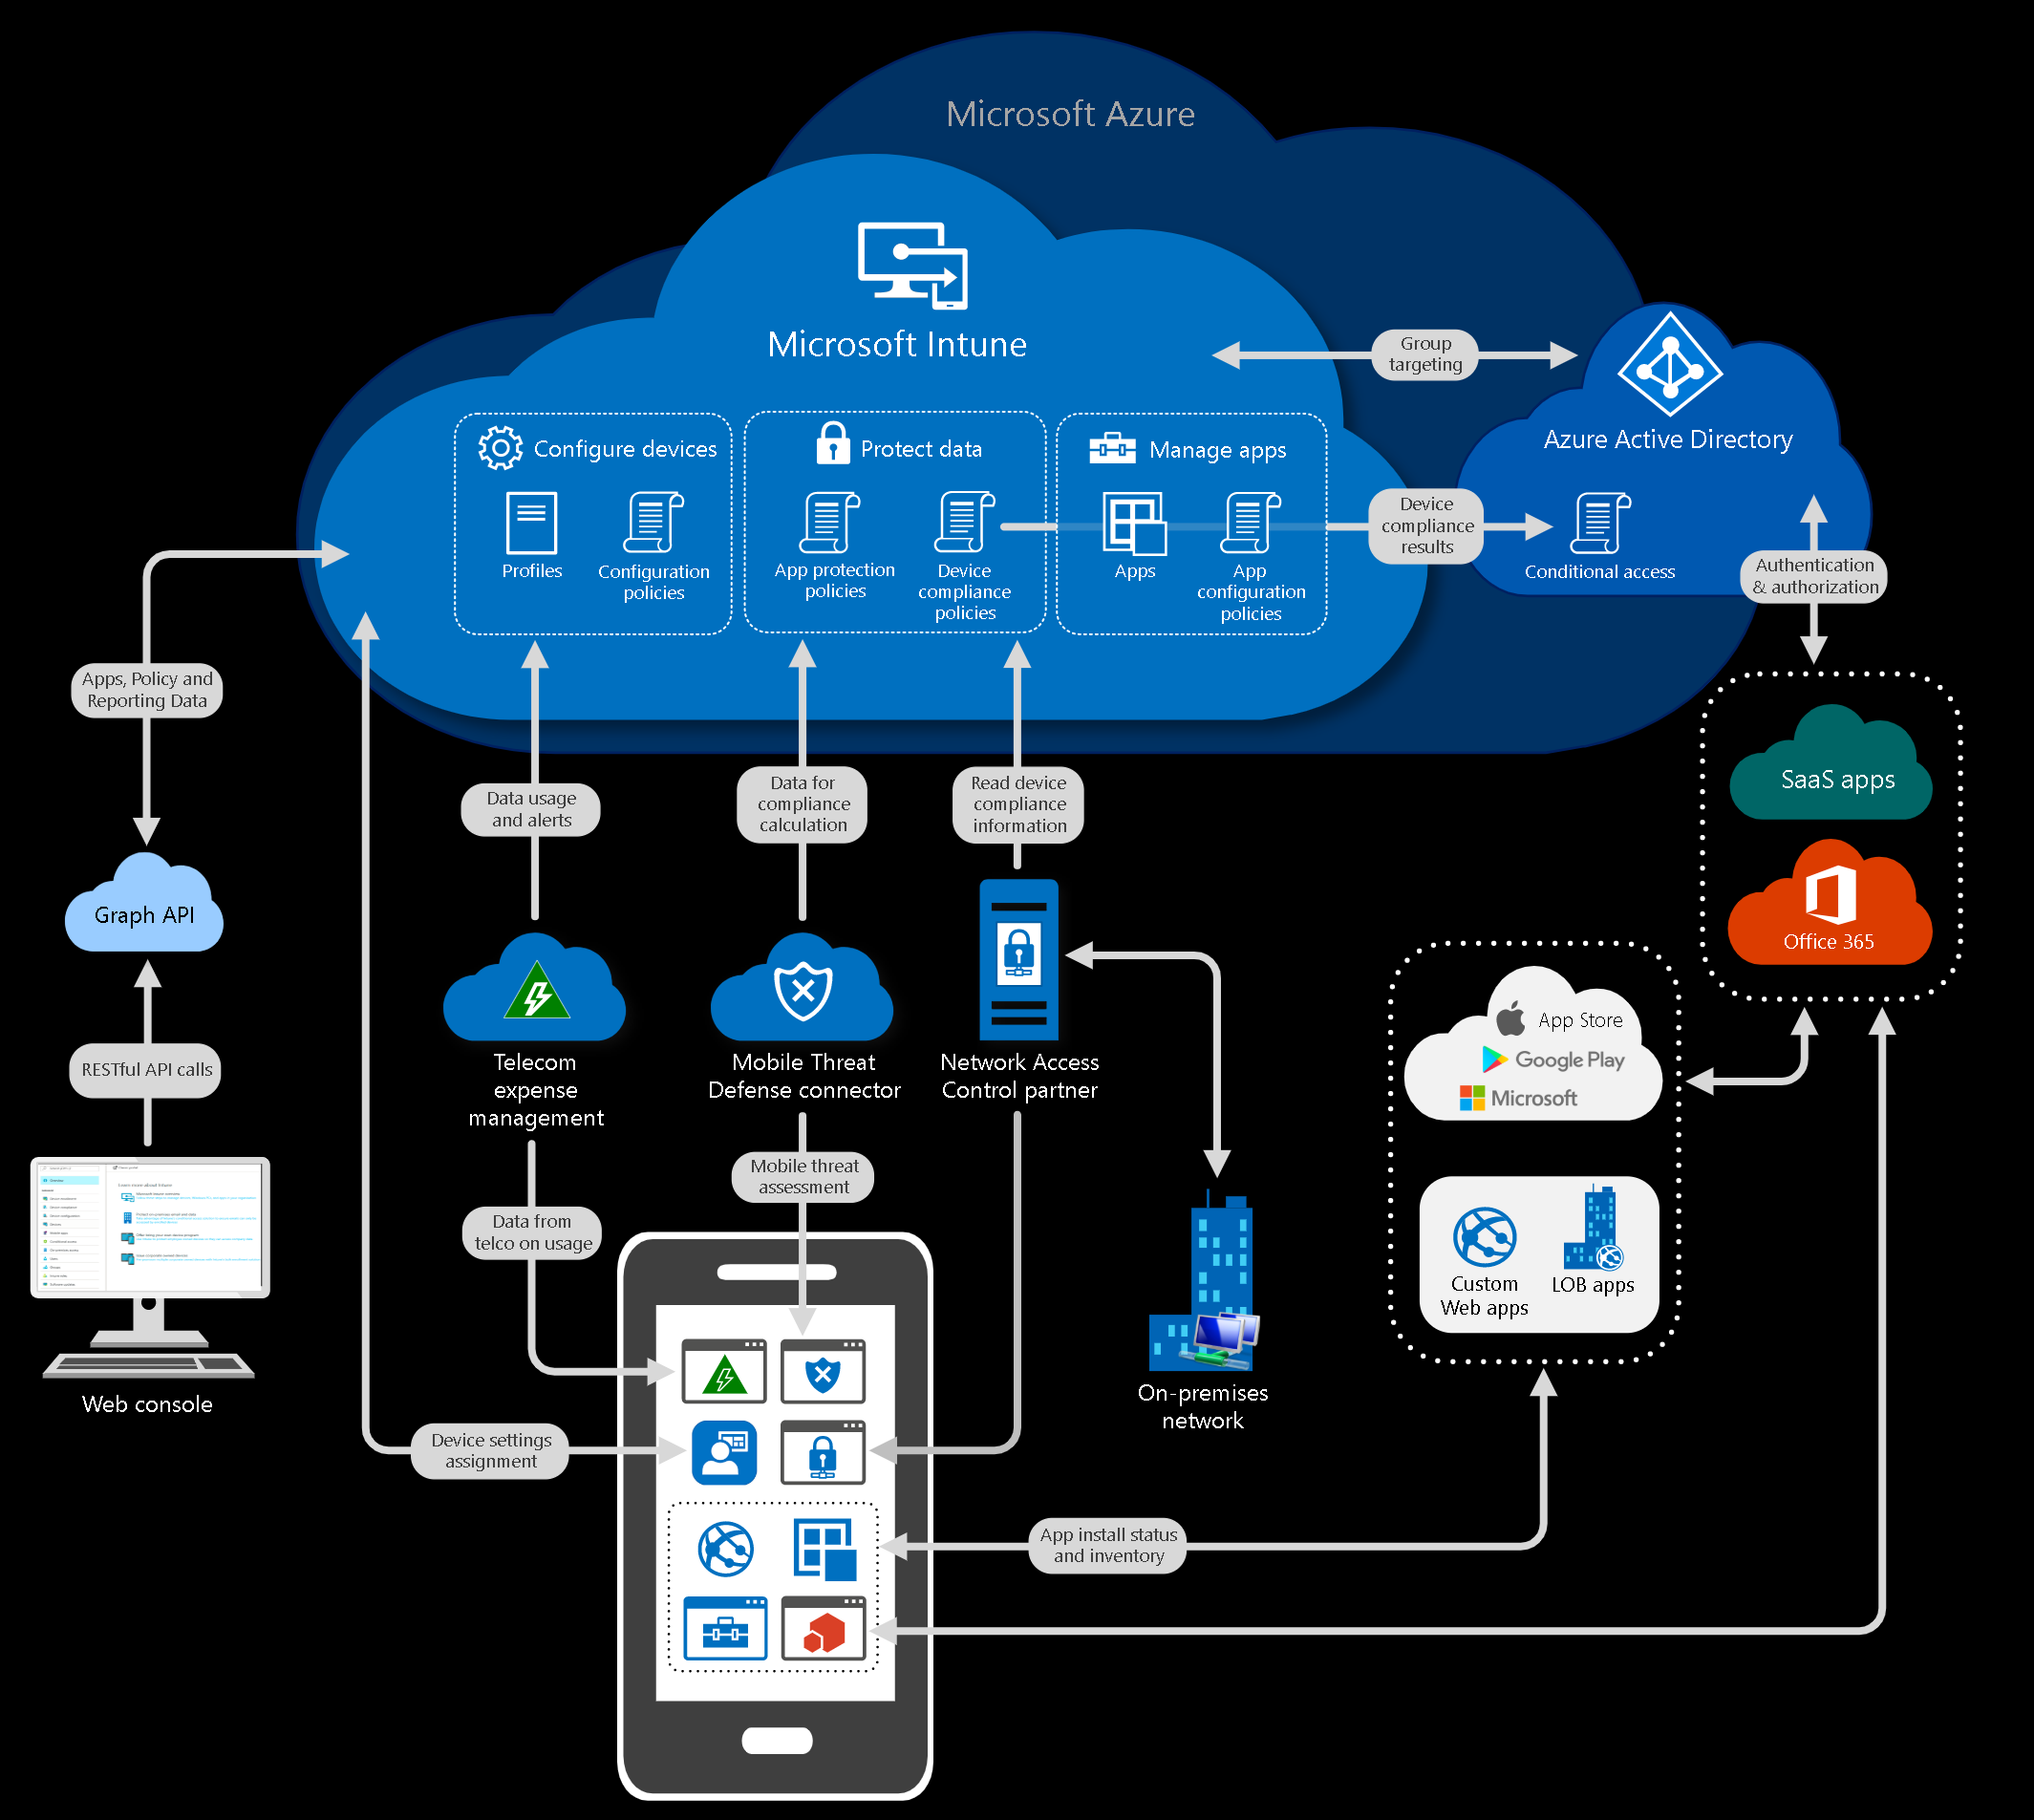 Microsoft Azure
Microsoft Intune
Group
targeting
Azure Active Directory
Configure devices
Protect data
Manage apps
Profiles
Configuration
policies
App protection
policies
Device
compliance
policies
Apps
App
configuration
policies
Device
compliance
results
Conditional access
Authentication
& authorization
Apps, Policy and
Reporting Data
Data usage
and alerts
Data for
compliance
calculation
Read device
compliance
information
SaaS apps
Office 365
Graph API
RESTful API calls
Web console
Telecom
expense
management
Mobile Threat
Defense connector
Network Access
Control partner
App Store
Google Play
Microsoft
Custom
Web apps
LOB apps
Mobile threat
assessment
Data from
telco on usage
On-premises
network
Device settings
assignment
App install status
and inventory